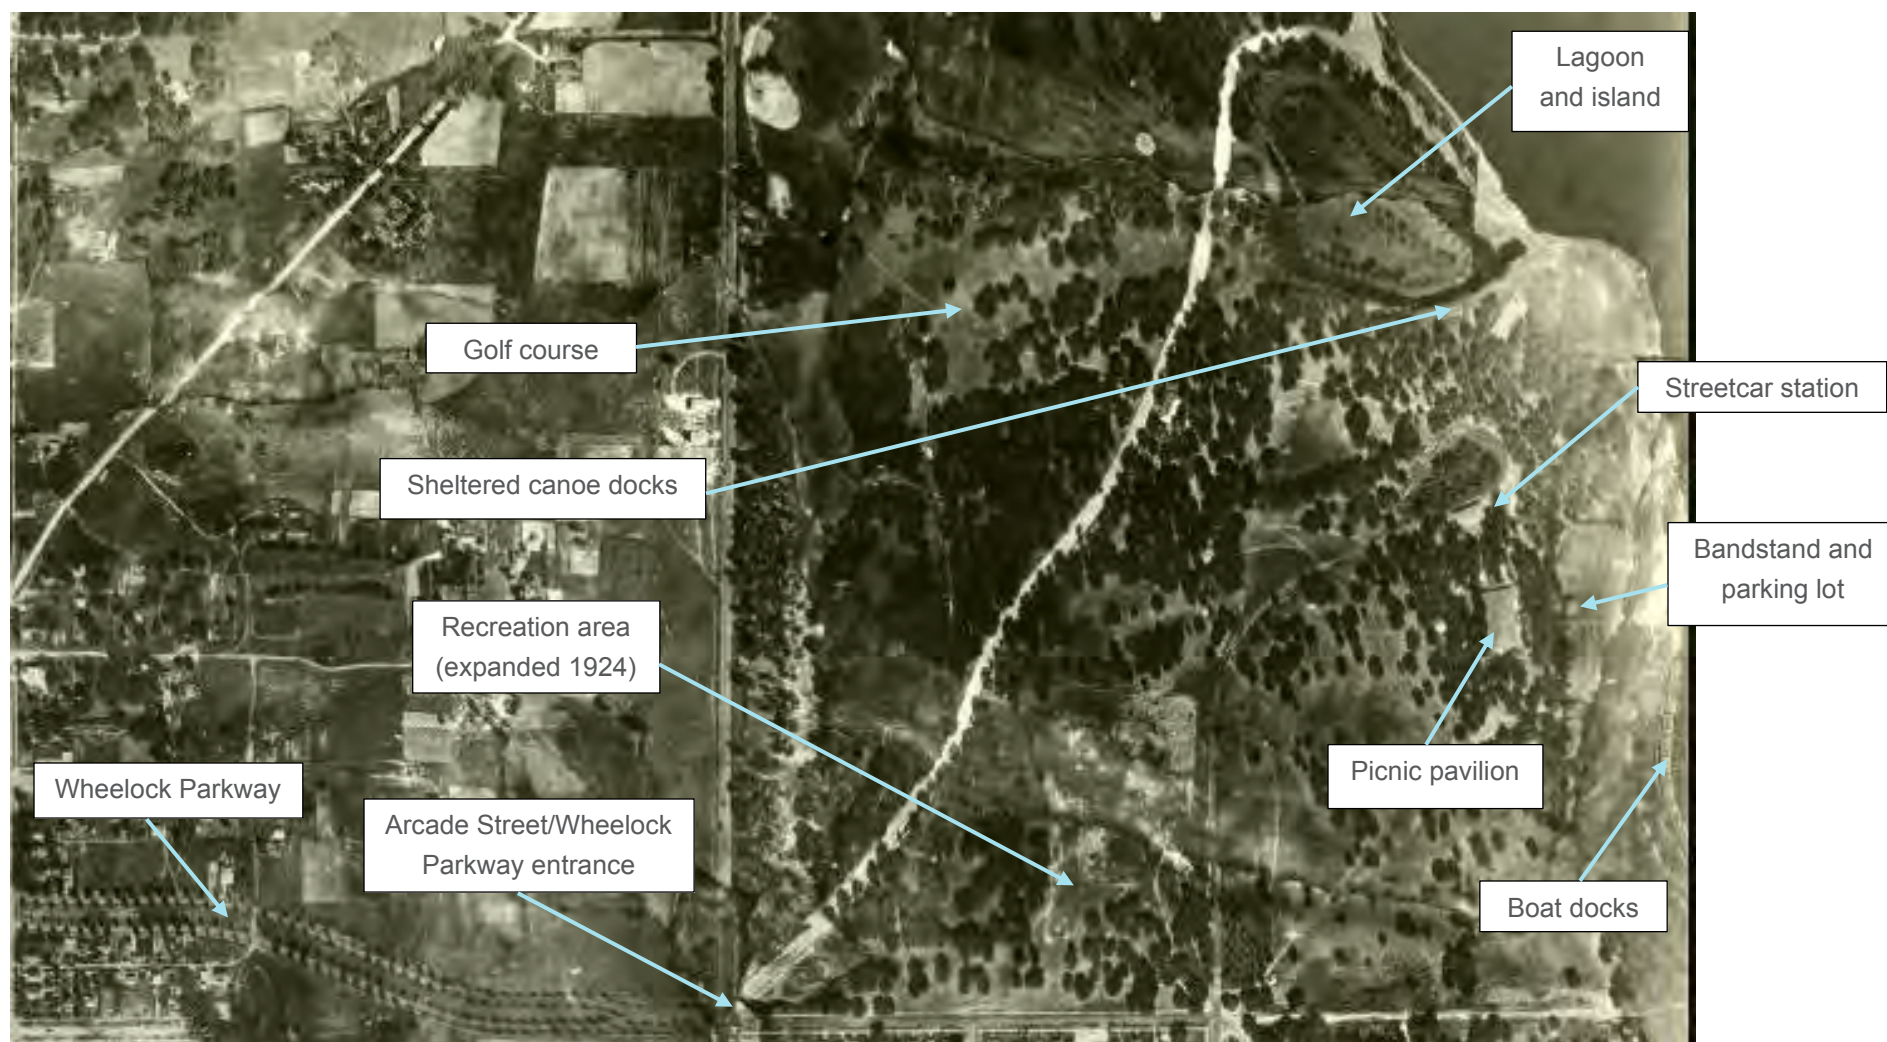 Lagoon
and island
Golf course
Streetcar station
Sheltered canoe docks
Bandstand and
parking lot
Recreation area
(expanded 1924)
Picnic pavilion
Wheelock Parkway
Arcade Street/Wheelock
Parkway entrance
Boat docks